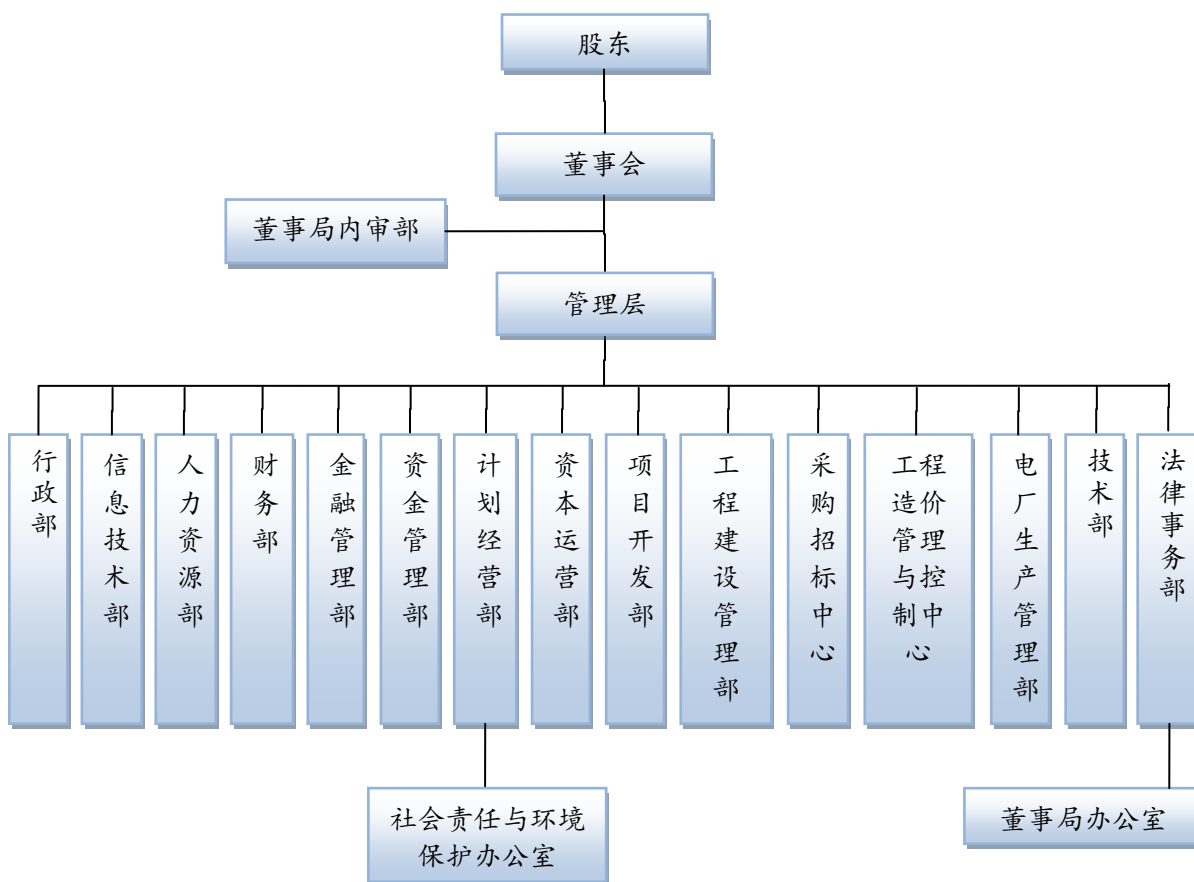 股东
董事会
董事局内审部
管理层
行政部
信息技术部
人力资源部
财务部
金融管理部
资金管理部
计划经营部
资本运营部
项目开发部
工程建设管理部
采购招标中心
工程
造价
管理
与控
制中
心
电厂生产管理部
技术部
法律事务部
社会责任与环境
保护办公室
董事局办公室